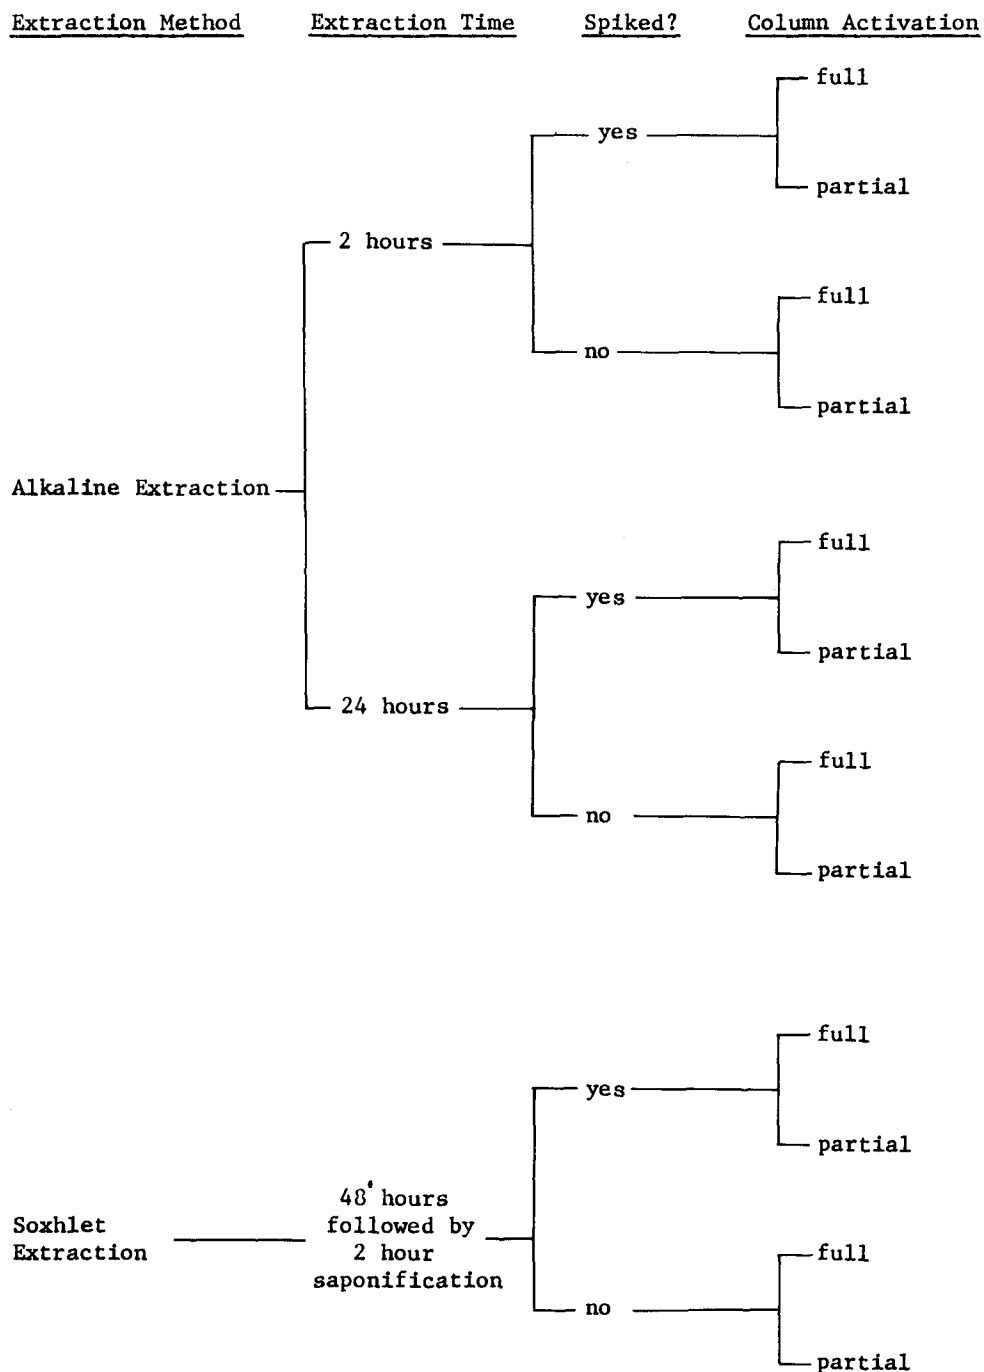 Extraction Method Extraction Time Spiked? Column Activation
full
yes
partial
2 hours
full
no
partial
Alkaline Extraction
full
yes
partial
24 hours
full
no
partial
full
yes
partial
48 hours
followed by
2 hour
saponification
Soxhlet
Extraction
full
no
partial